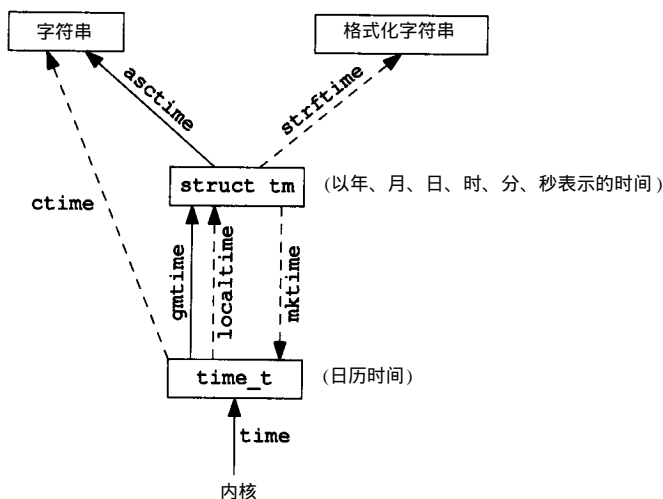 字符串
格式化字符串
asctime
strftime
struct tm
(以年、月、日、时、分、秒表示的时间)
ctime
gmtime
localtime
mktime
time_t
(日历时间)
time
内核